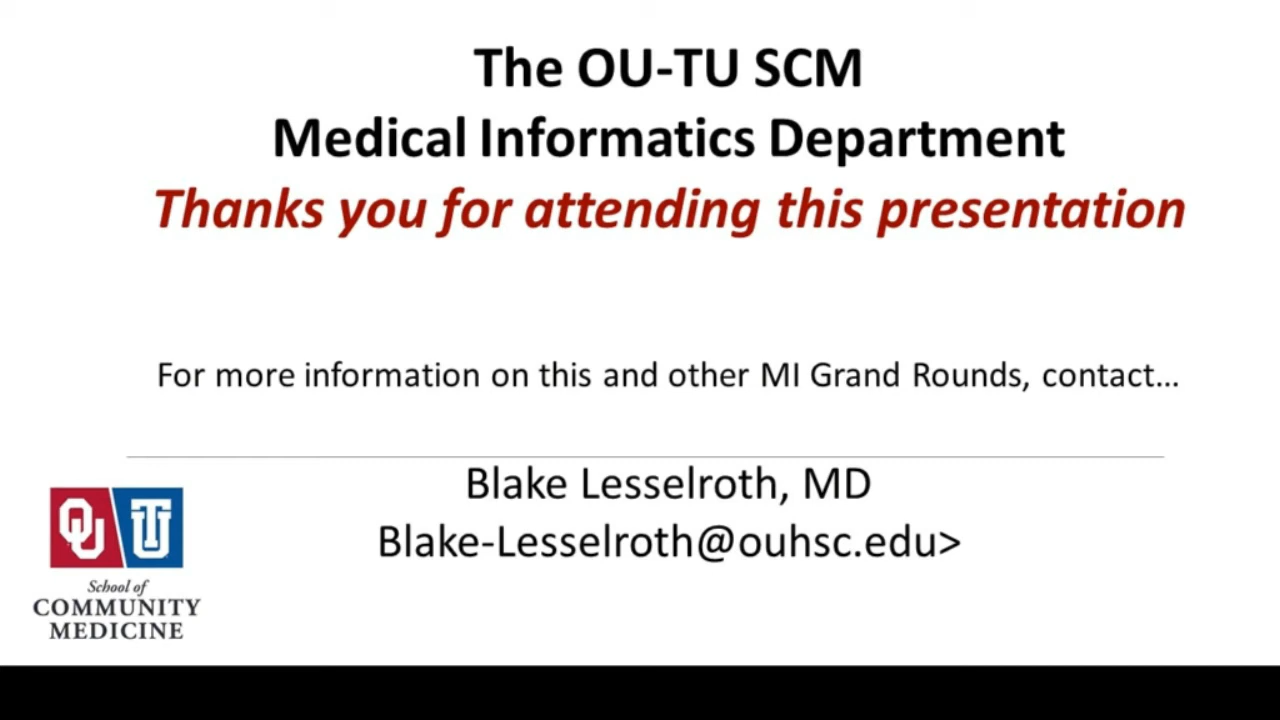 The OU-TU SCM
Medical Informatics Department
Thanks you for attending this presentation
For more information on this and other MI Grand Rounds, contact...
Blake Lesselroth, MD
Blake-Lesselroth@ouhsc.edu>
OU TU
School of
COMMUNITY
MEDICINE